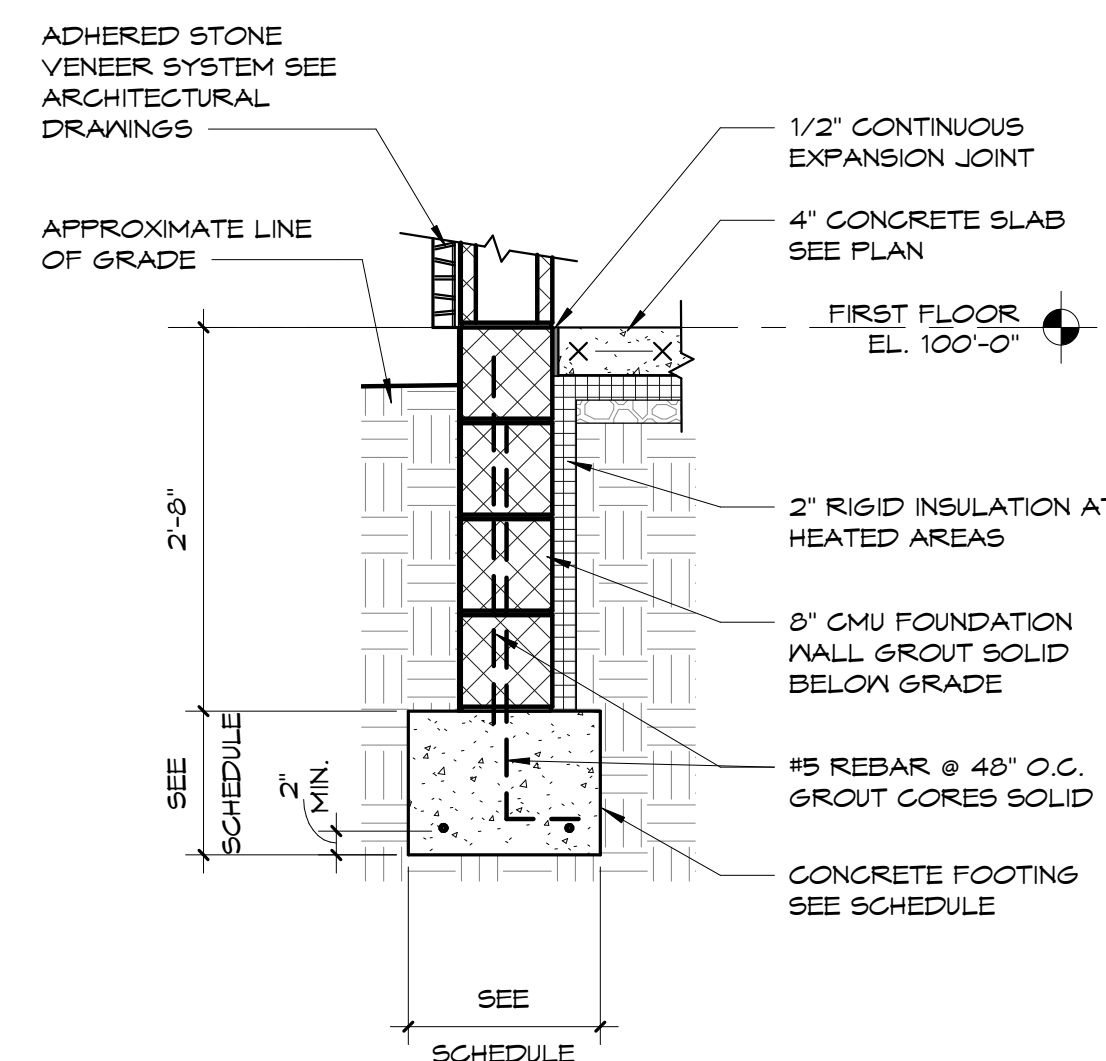 ADHERED STONE
VENEER SYSTEM SEE
ARCHITECTURAL
DRAWINGS
APPROXIMATE LINE
OF GRADE
1/2" CONTINUOUS
EXPANSION JOINT
4" CONCRETE SLAB
SEE PLAN
FIRST FLOOR
EL. 100'-0"
2" RIGID INSULATION AT
HEATED AREAS
8" CMU FOUNDATION
WALL GROUT SOLID
BELOW GRADE
#5 REBAR @ 48" O.C.
GROUT CORES SOLID
CONCRETE FOOTING
SEE SCHEDULE
2'-8"
SEE
SCHEDULE
2"
MIN.
SEE
SCHEDULE